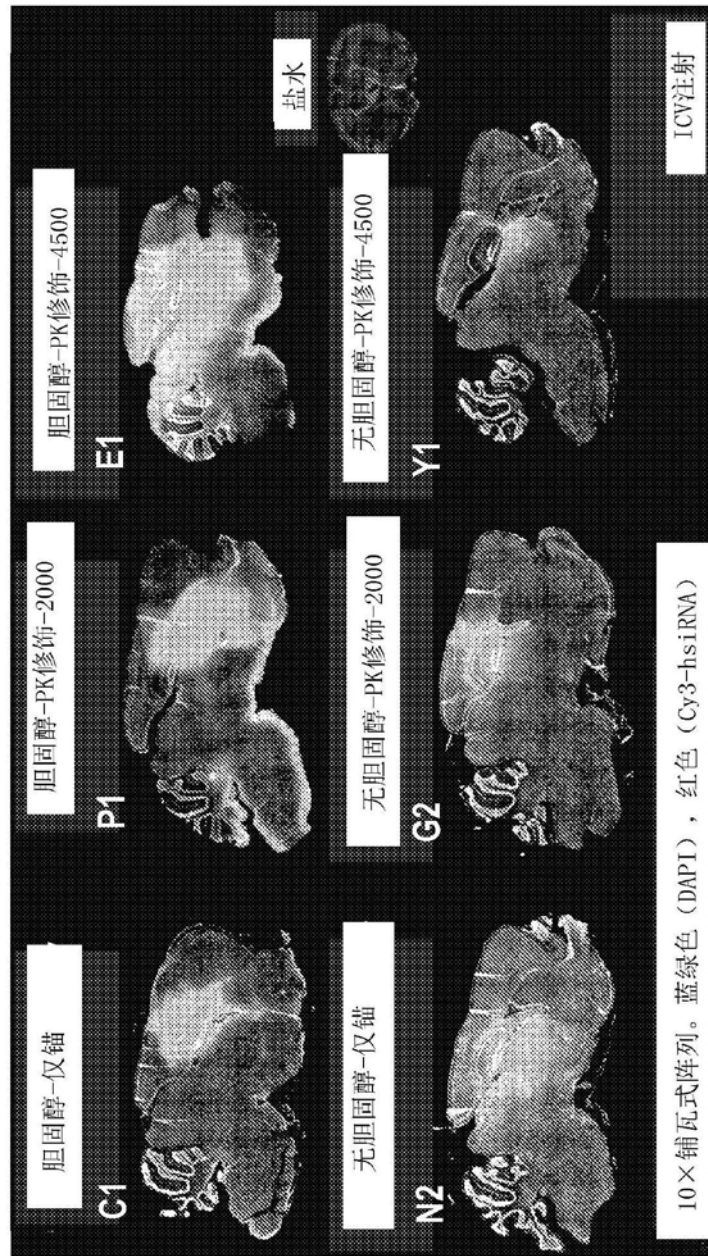 胆固醇-仅锚
胆固醇-PK修饰-2000
胆固醇-PK修饰-4500
C1
P1
E1
盐水
无胆固醇-仅锚
无胆固醇-PK修饰-2000
无胆固醇-PK修饰-4500
N2
G2
Y1
10×铺瓦式阵列。蓝绿色（DAPI），红色（Cy3-hsiRNA）
ICV注射